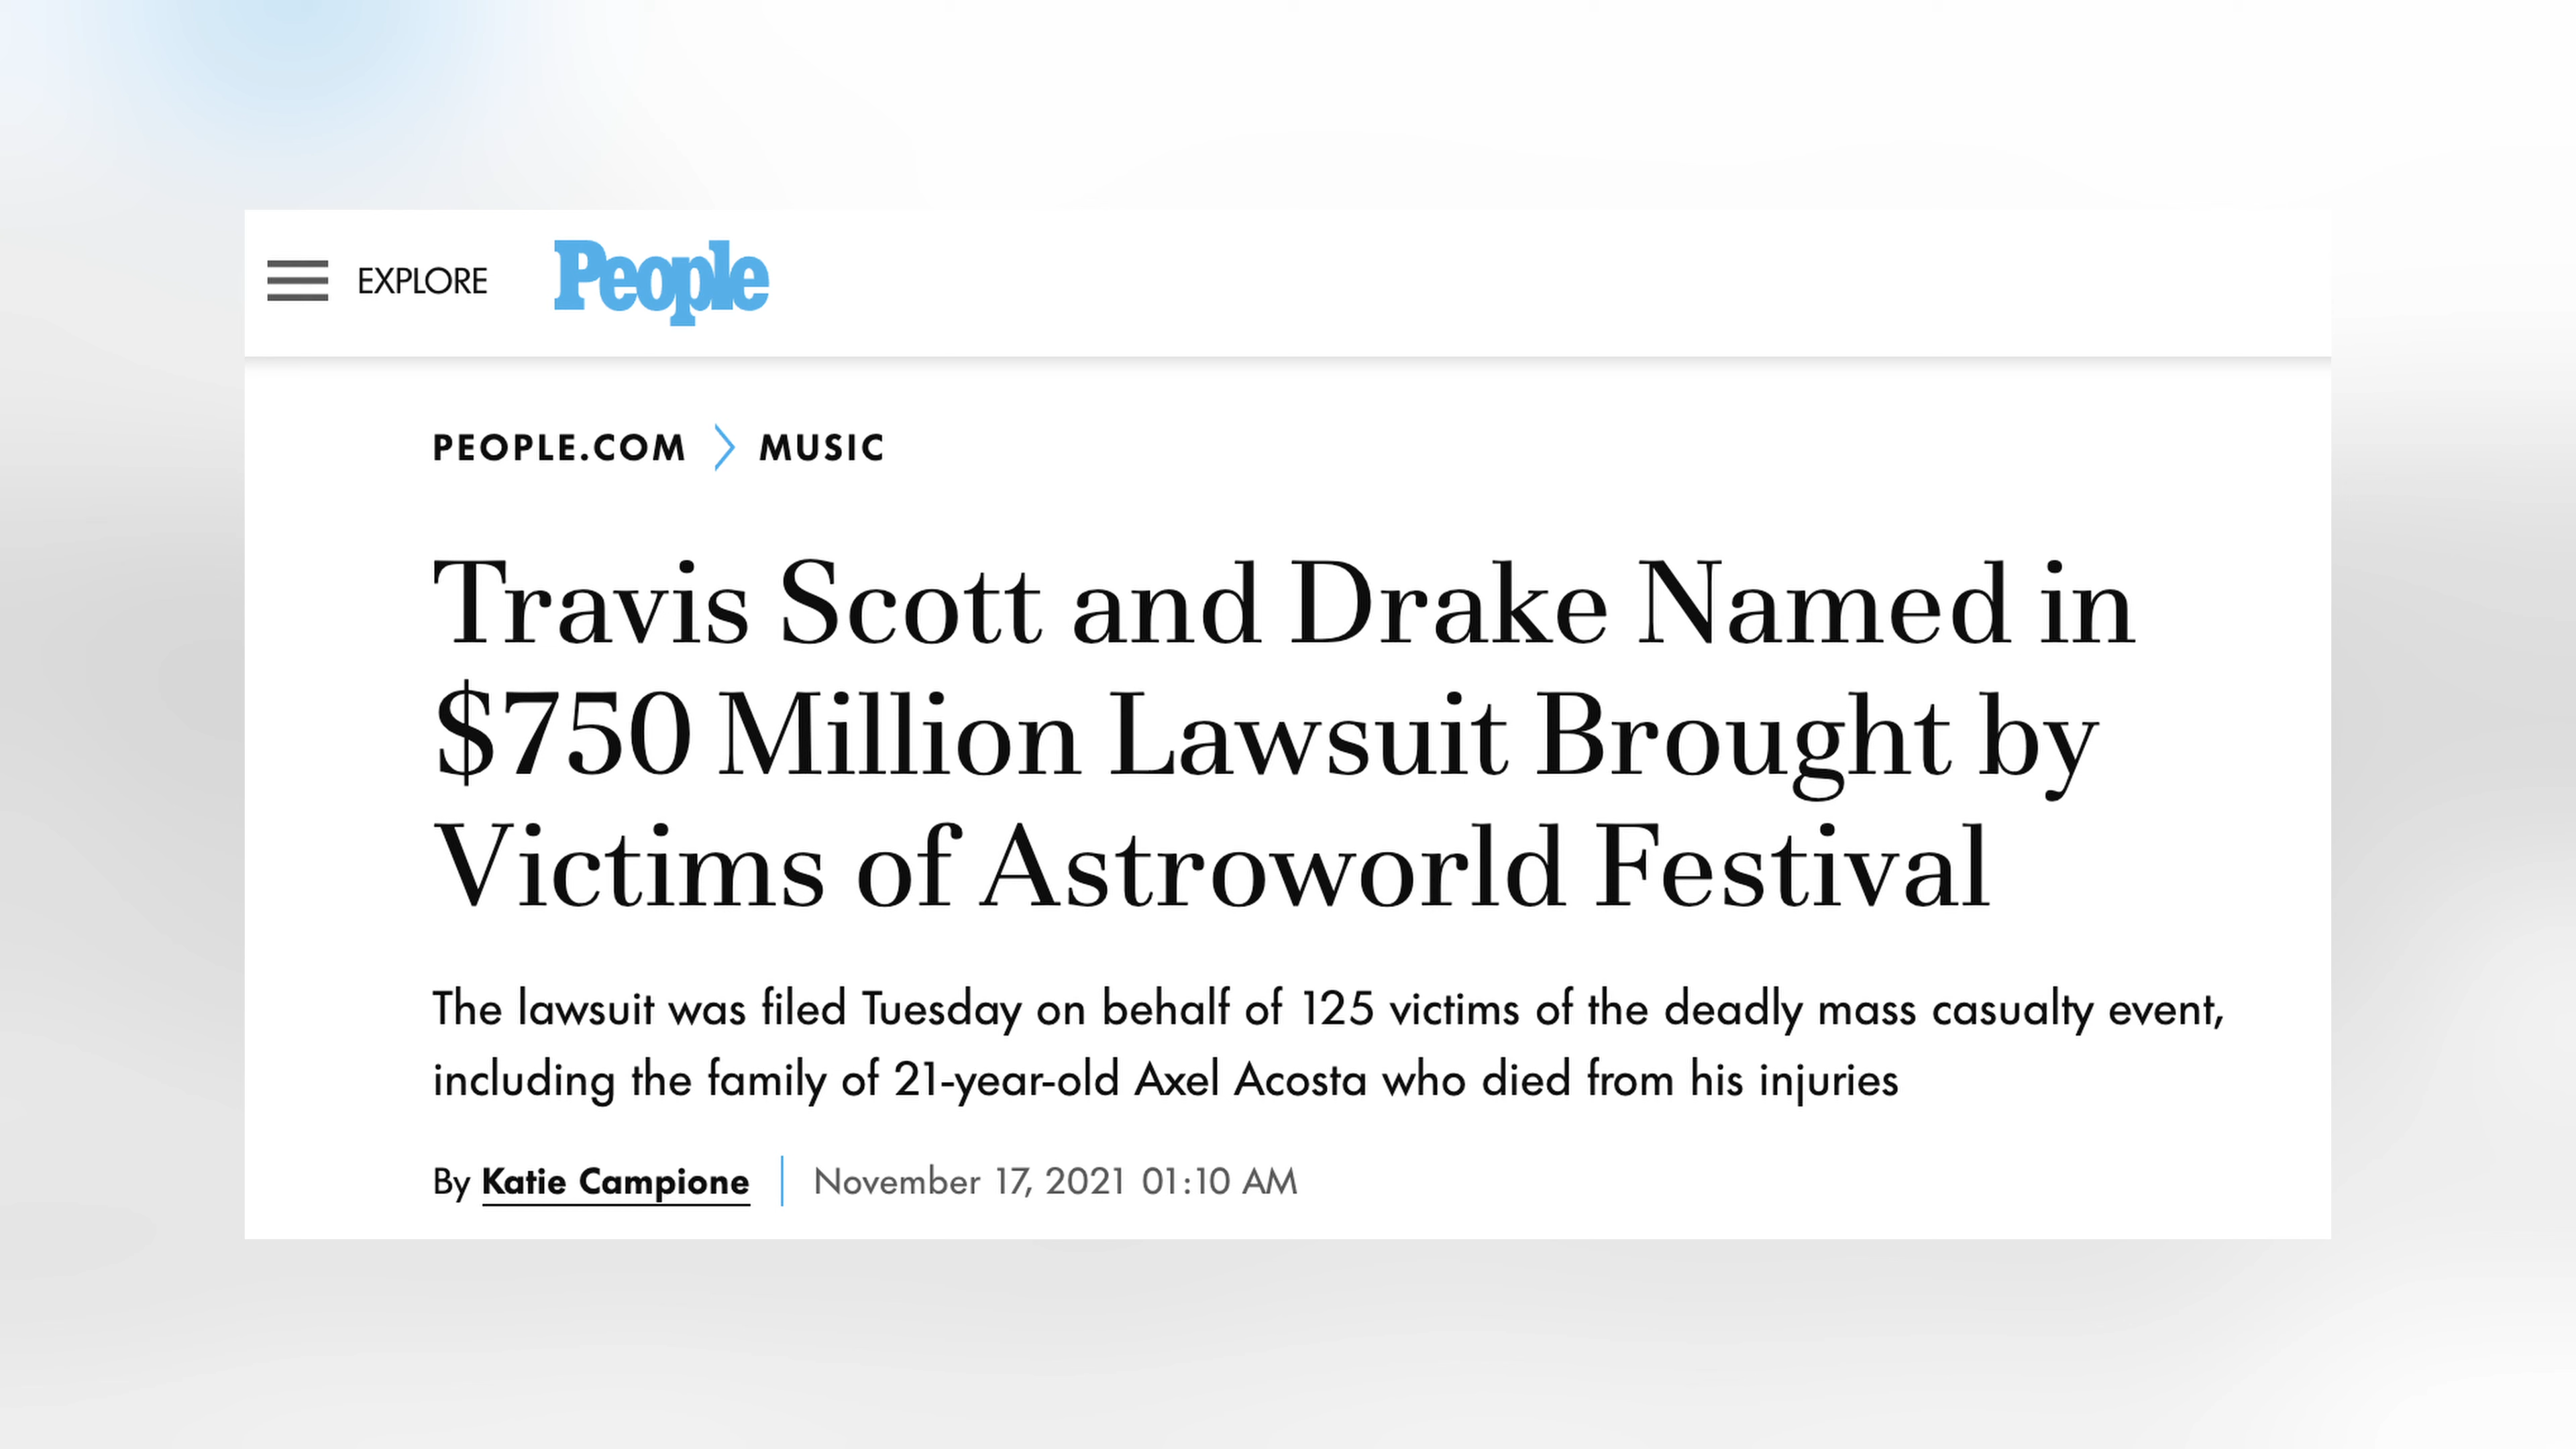 EXPLORE People
PEOPLE.COM > MUSIC
Travis Scott and Drake Named in
$750 Million Lawsuit Brought by
Victims of Astroworld Festival
The lawsuit was filed Tuesday on behalf of 125 victims of the deadly mass casualty event,
including the family of 21-year-old Axel Acosta who died from his injuries
By Katie Campione | November 17, 2021 01:10 AM